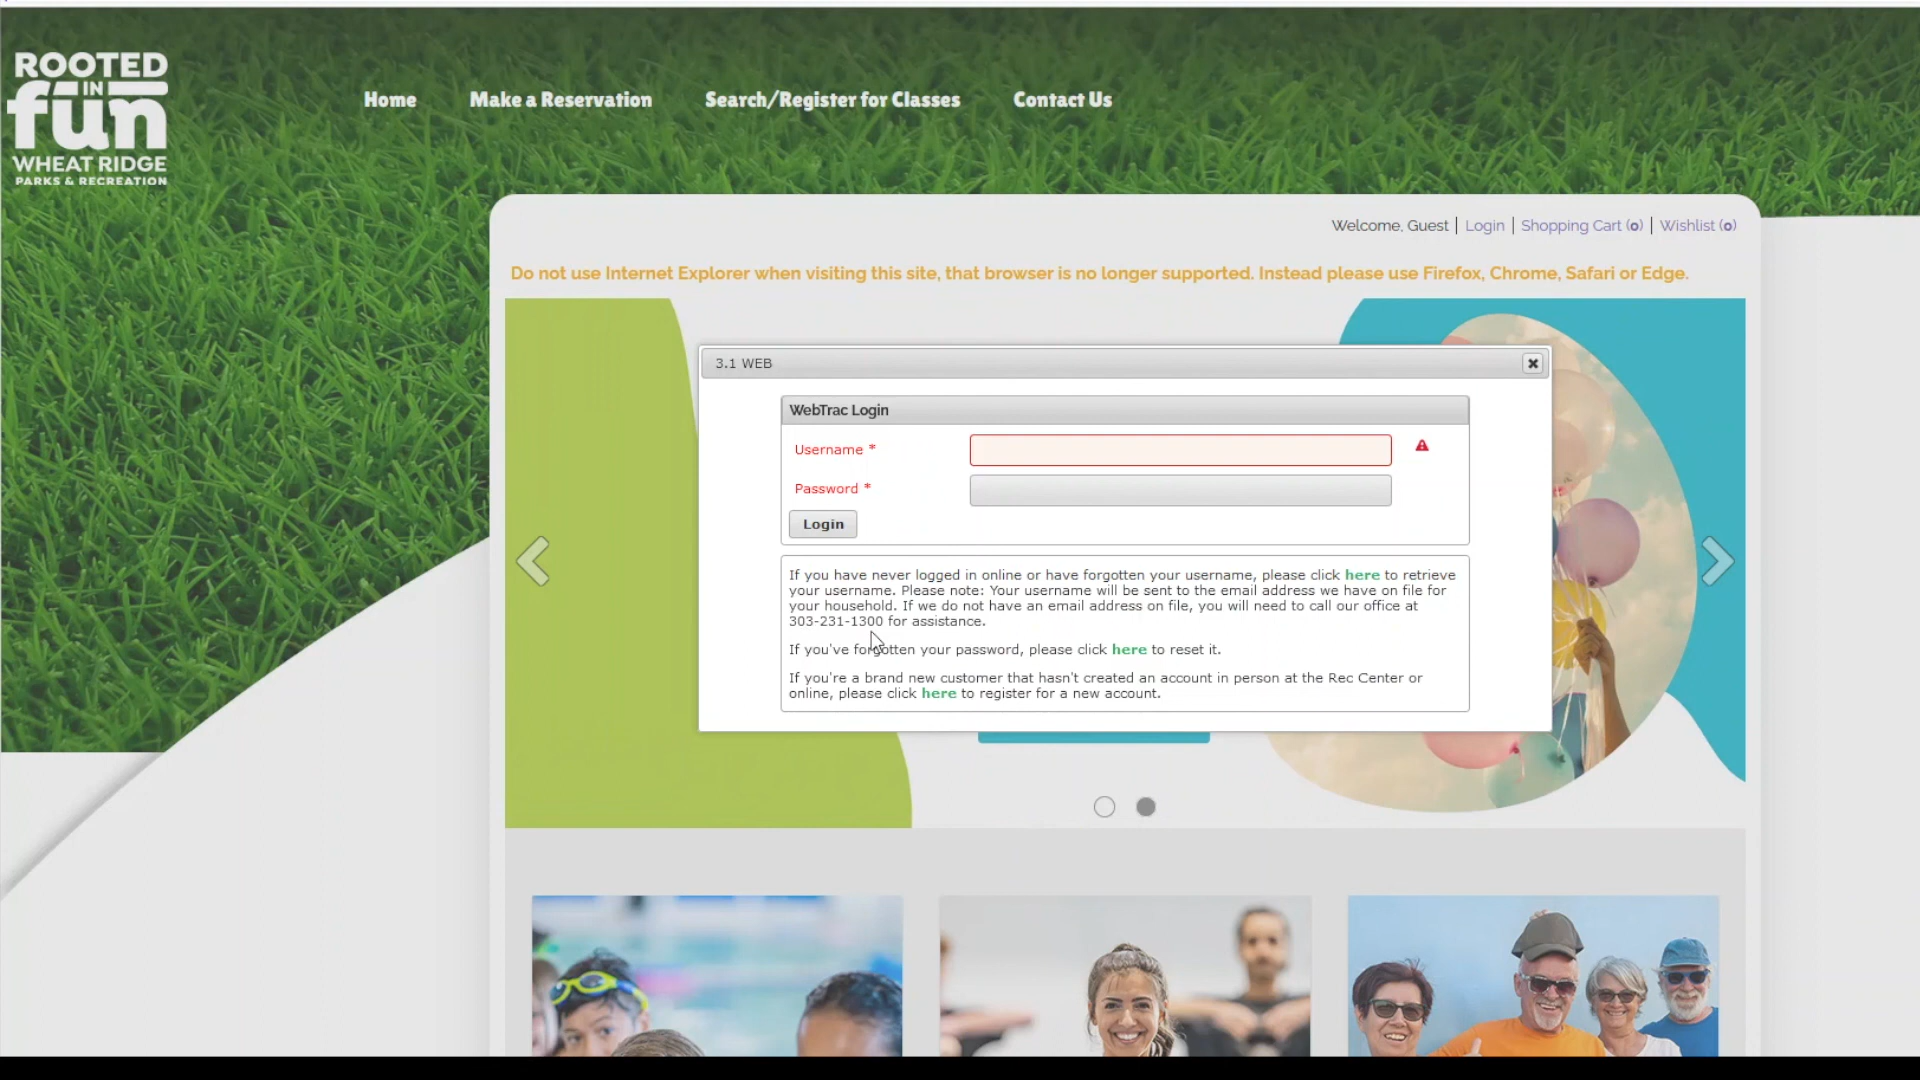 ROOTED
IN
fun
WHEAT RIDGE
PARKS & RECREATION
Home
Make a Reservation
Search/Register for Classes
Contact Us
Welcome, Guest
Login
Shopping Cart (0)
Wishlist (0)
Do not use Internet Explorer when visiting this site, that browser is no longer supported. Instead please use Firefox, Chrome, Safari or Edge.
3.1 WEB
WebTrac Login
Username *
Password *
Login
If you have never logged in online or have forgotten your username, please click here to retrieve
your username. Please note: Your username will be sent to the email address we have on file for
your household. If we do not have an email address on file, you will need to call our office at
303-231-1300 for assistance.
If you've forgotten your password, please click here to reset it.
If you're a brand new customer that hasn't created an account in person at the Rec Center or
online, please click here to register for a new account.